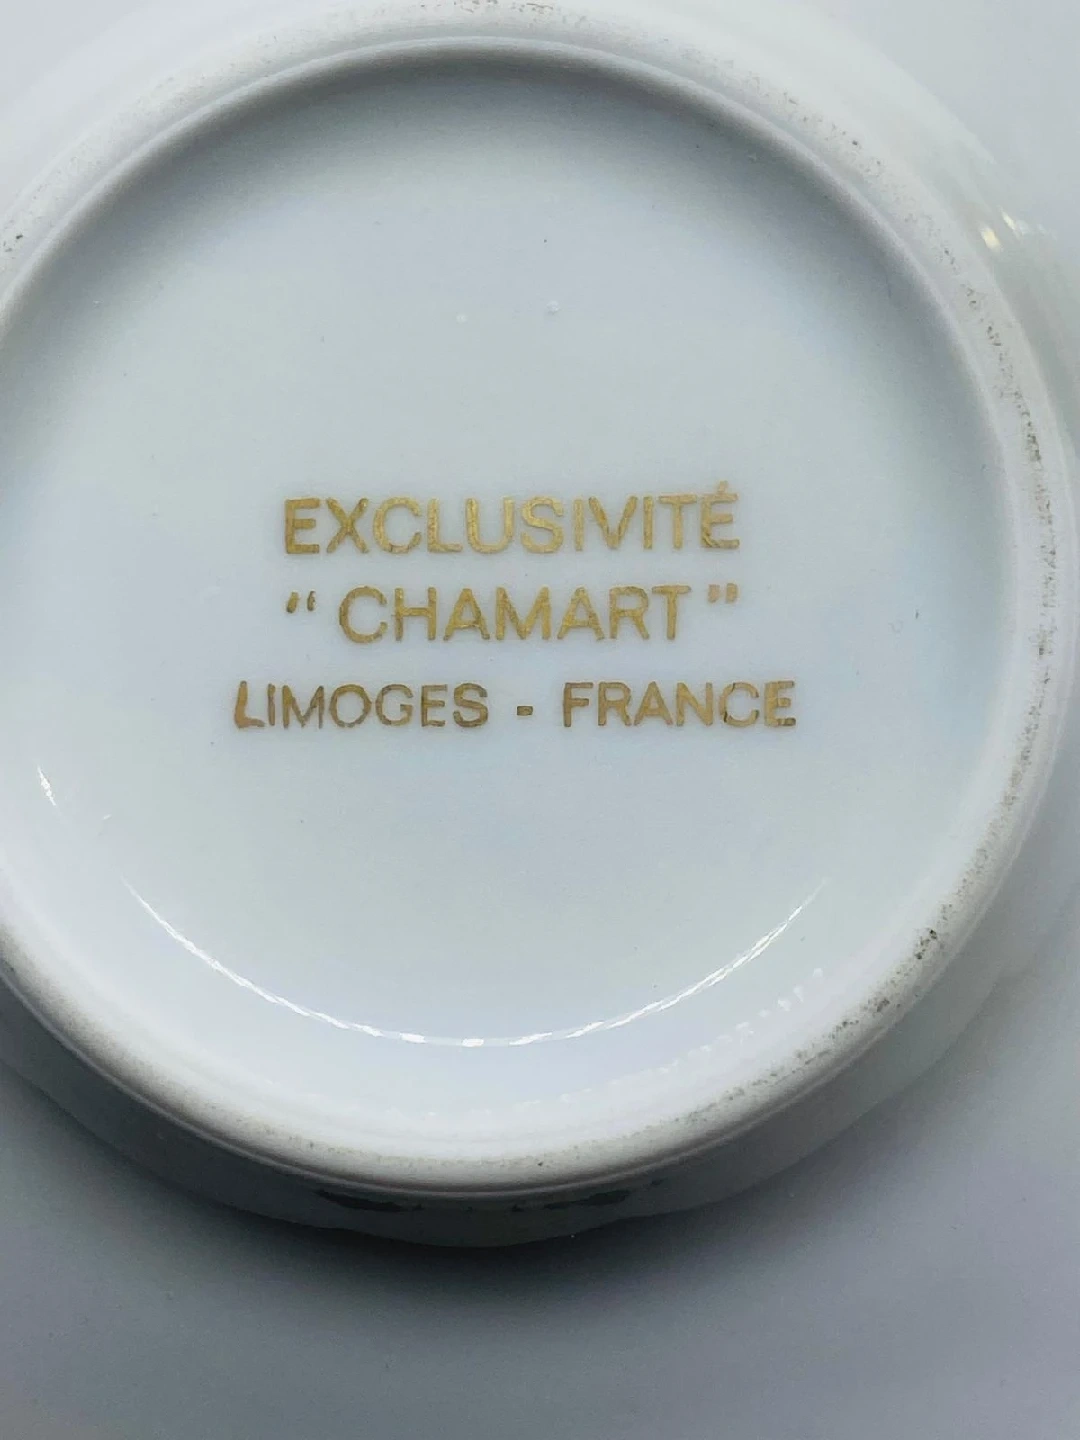 EXCLUSIVITÉ
"CHAMART"
LIMOGES - FRANCE